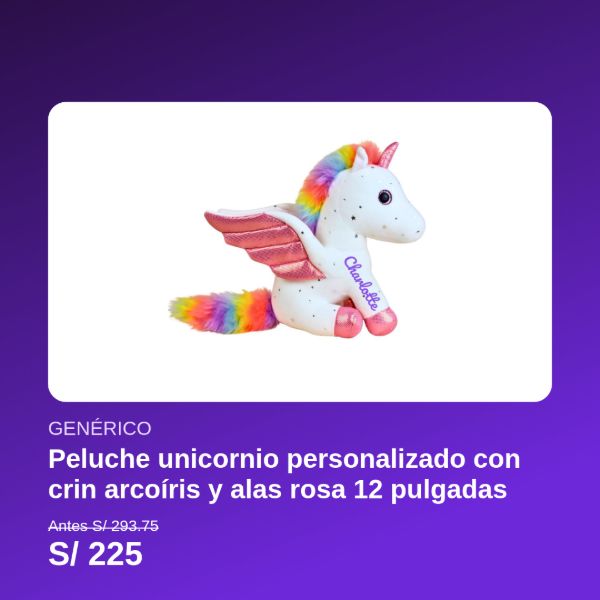 Charlotte
GENÉRICO
Peluche unicornio personalizado con
crin arcoíris y alas rosa 12 pulgadas
Antes S/ 293.75
S/ 225